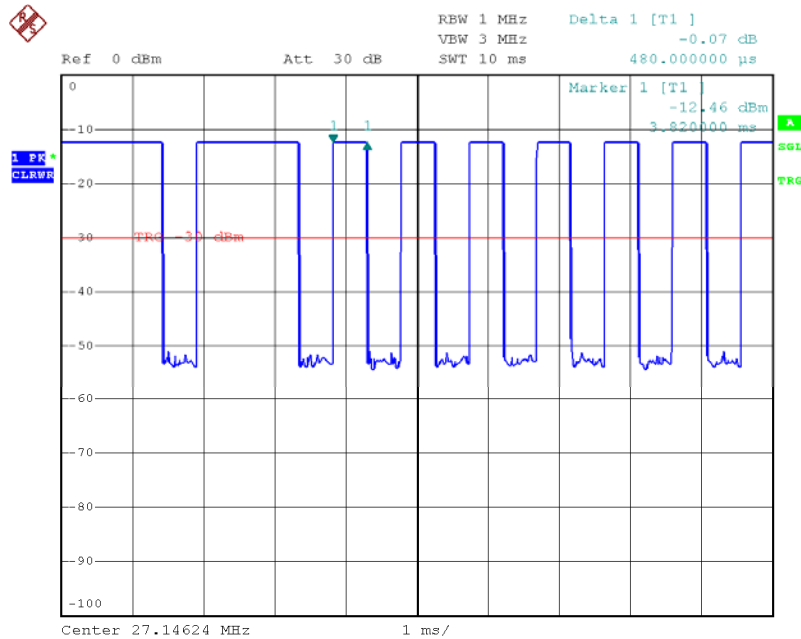 R S
RBW 1 MHz Delta 1 [T1 ]
VBW 3 MHz -0.07 dB
Ref 0 dBm Att 30 dB SWT 10 ms 480.000000 µs
0 Marker 1 [T1 ]
-12.46 dBm
-10 1 1 3.820000 ms A
SGL
1 PK *
CLRWR
-20 TRG
-30 TRG -30 dBm
-40
-50
-60
-70
-80
-90
-100
Center 27.14624 MHz 1 ms/